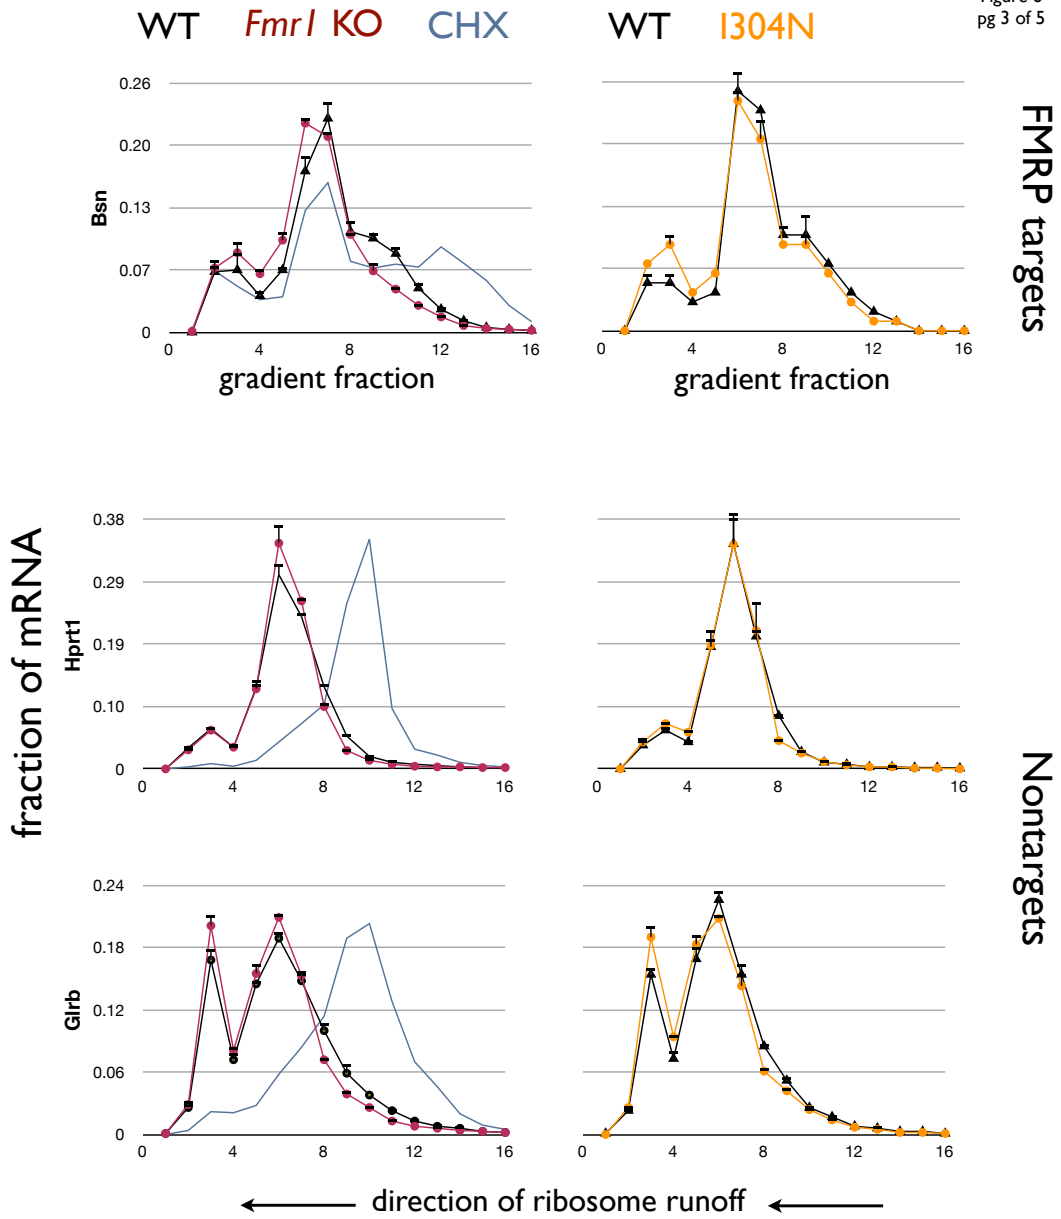 Figure 6
pg 3 of 5
WT Fmr1 KO CHX WT I304N
0.26
0.20
0.13
0.07
0
Bsn
0 4 8 12 16
gradient fraction
0 4 8 12 16
gradient fraction
FMRP targets
fraction of mRNA
0.38
0.29
0.19
0.10
0
Hprt1
0 4 8 12 16
0 4 8 12 16
Nontargets
0.24
0.18
0.12
0.06
0
Glrb
0 4 8 12 16
0 4 8 12 16
direction of ribosome runoff